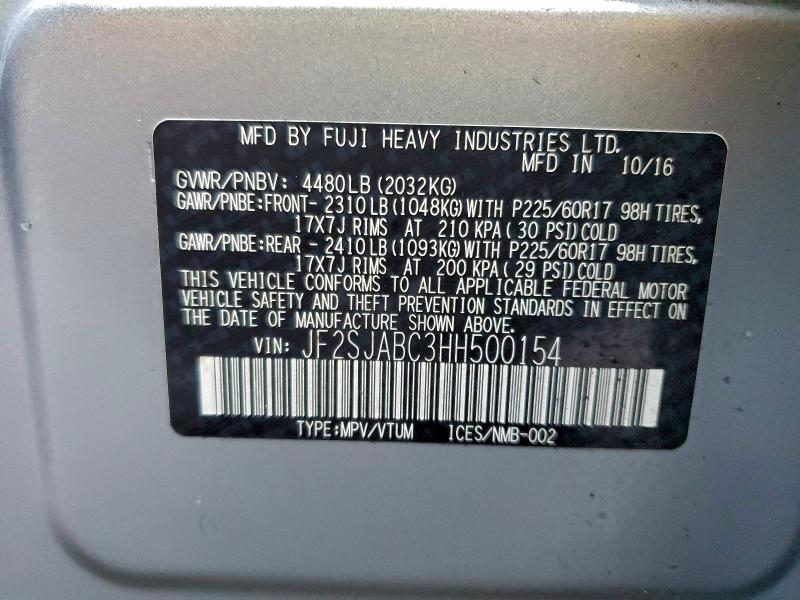 MFD BY FUJI HEAVY INDUSTRIES LTD.
MFD IN 10/16
GVWR/PNBV: 4480LB(2032KG)
GAWR/PNBE:FRONT- 2310LB(1048KG)WITH P225/60R17 98H TIRES,
17X7J RIMS AT 210 KPA( 30 PSI)COLD
GAWR/PNBE:REAR - 2410LB(1093KG)WITH P225/60R17 98H TIRES,
17X7J RIMS AT 200 KPA( 29 PSI)COLD
THIS VEHICLE CONFORMS TO ALL APPLICABLE FEDERAL MOTOR
VEHICLE SAFETY AND THEFT PREVENTION STANDARDS IN EFFECT ON
THE DATE OF MANUFACTURE SHOWN ABOVE.
VIN: JF2SJABC3HH500154
TYPE:MPV/VTUM ICES/NMB-002